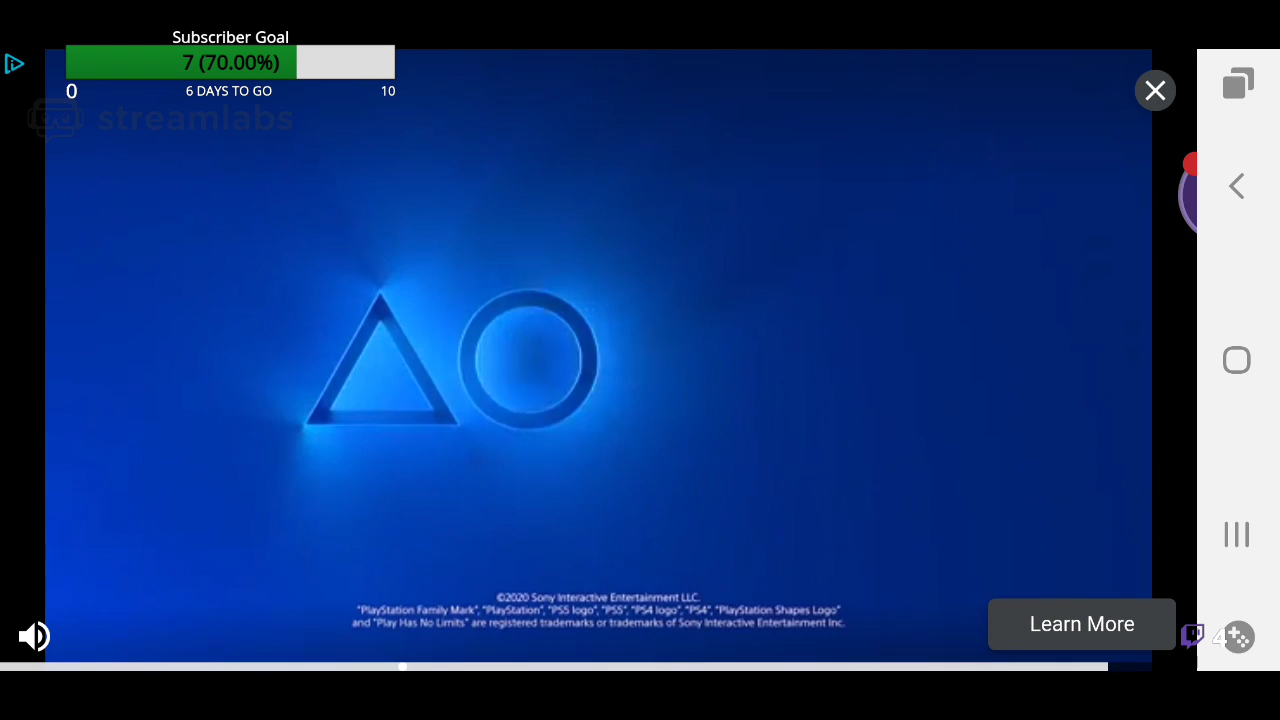 Subscriber Goal
7 (70.00%)
0 6 DAYS TO GO 10
streamlabs
©2020 Sony Interactive Entertainment LLC.
"PlayStation Family Mark", "PlayStation", "PS5 logo", "PS5", "PS4 logo", "PS4", "PlayStation Shapes Logo"
and "Play Has No Limits" are registered trademarks or trademarks of Sony Interactive Entertainment Inc.
Learn More
4